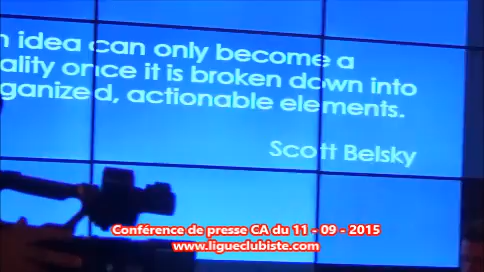 n idea can only become a
ality once it is broken down into
ganized, actionable elements.
Scott Belsky
Conférence de presse CA du 11 - 09 - 2015
www.ligueclubiste.com